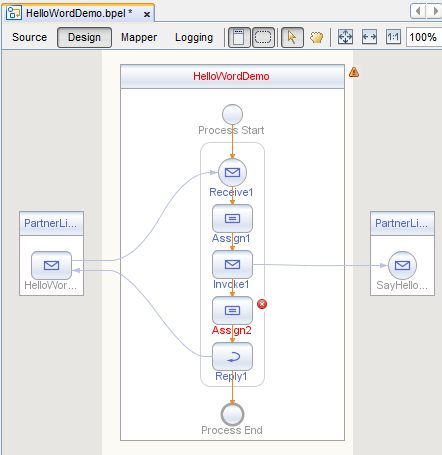 HelloWordDemo.bpel *
Source Design Mapper Logging 1:1 100%
HelloWordDemo
Process Start
Receive1
PartnerLi...
Assign1
PartnerLi...
HelloWor...
Invoke1
SayHello...
Assign2
Reply1
Process End